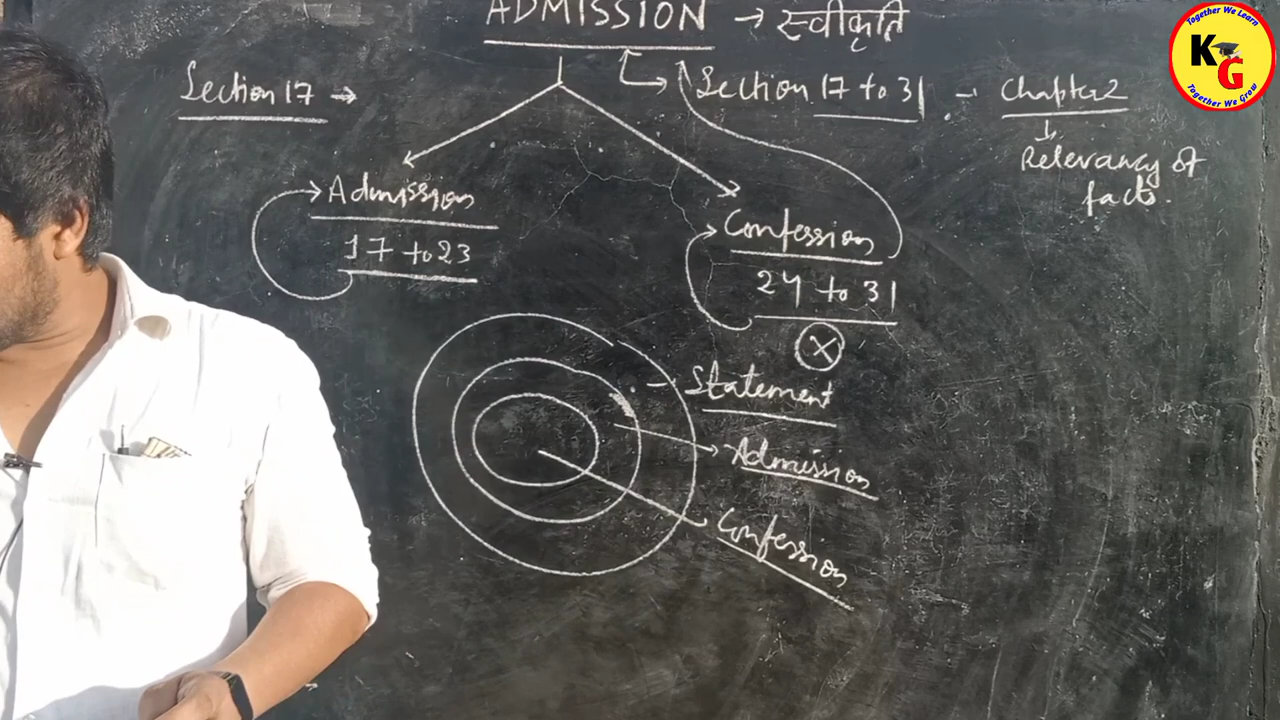 ADMISSION → स्वीकृति
Section 17 →
Section 17 to 31 - Chapter 2
Relevancy of
facts.
Admission
17 to 23
Confession
24 to 31
X
Statement
Admission
Confession
Together We Learn
KG
Together We Grow